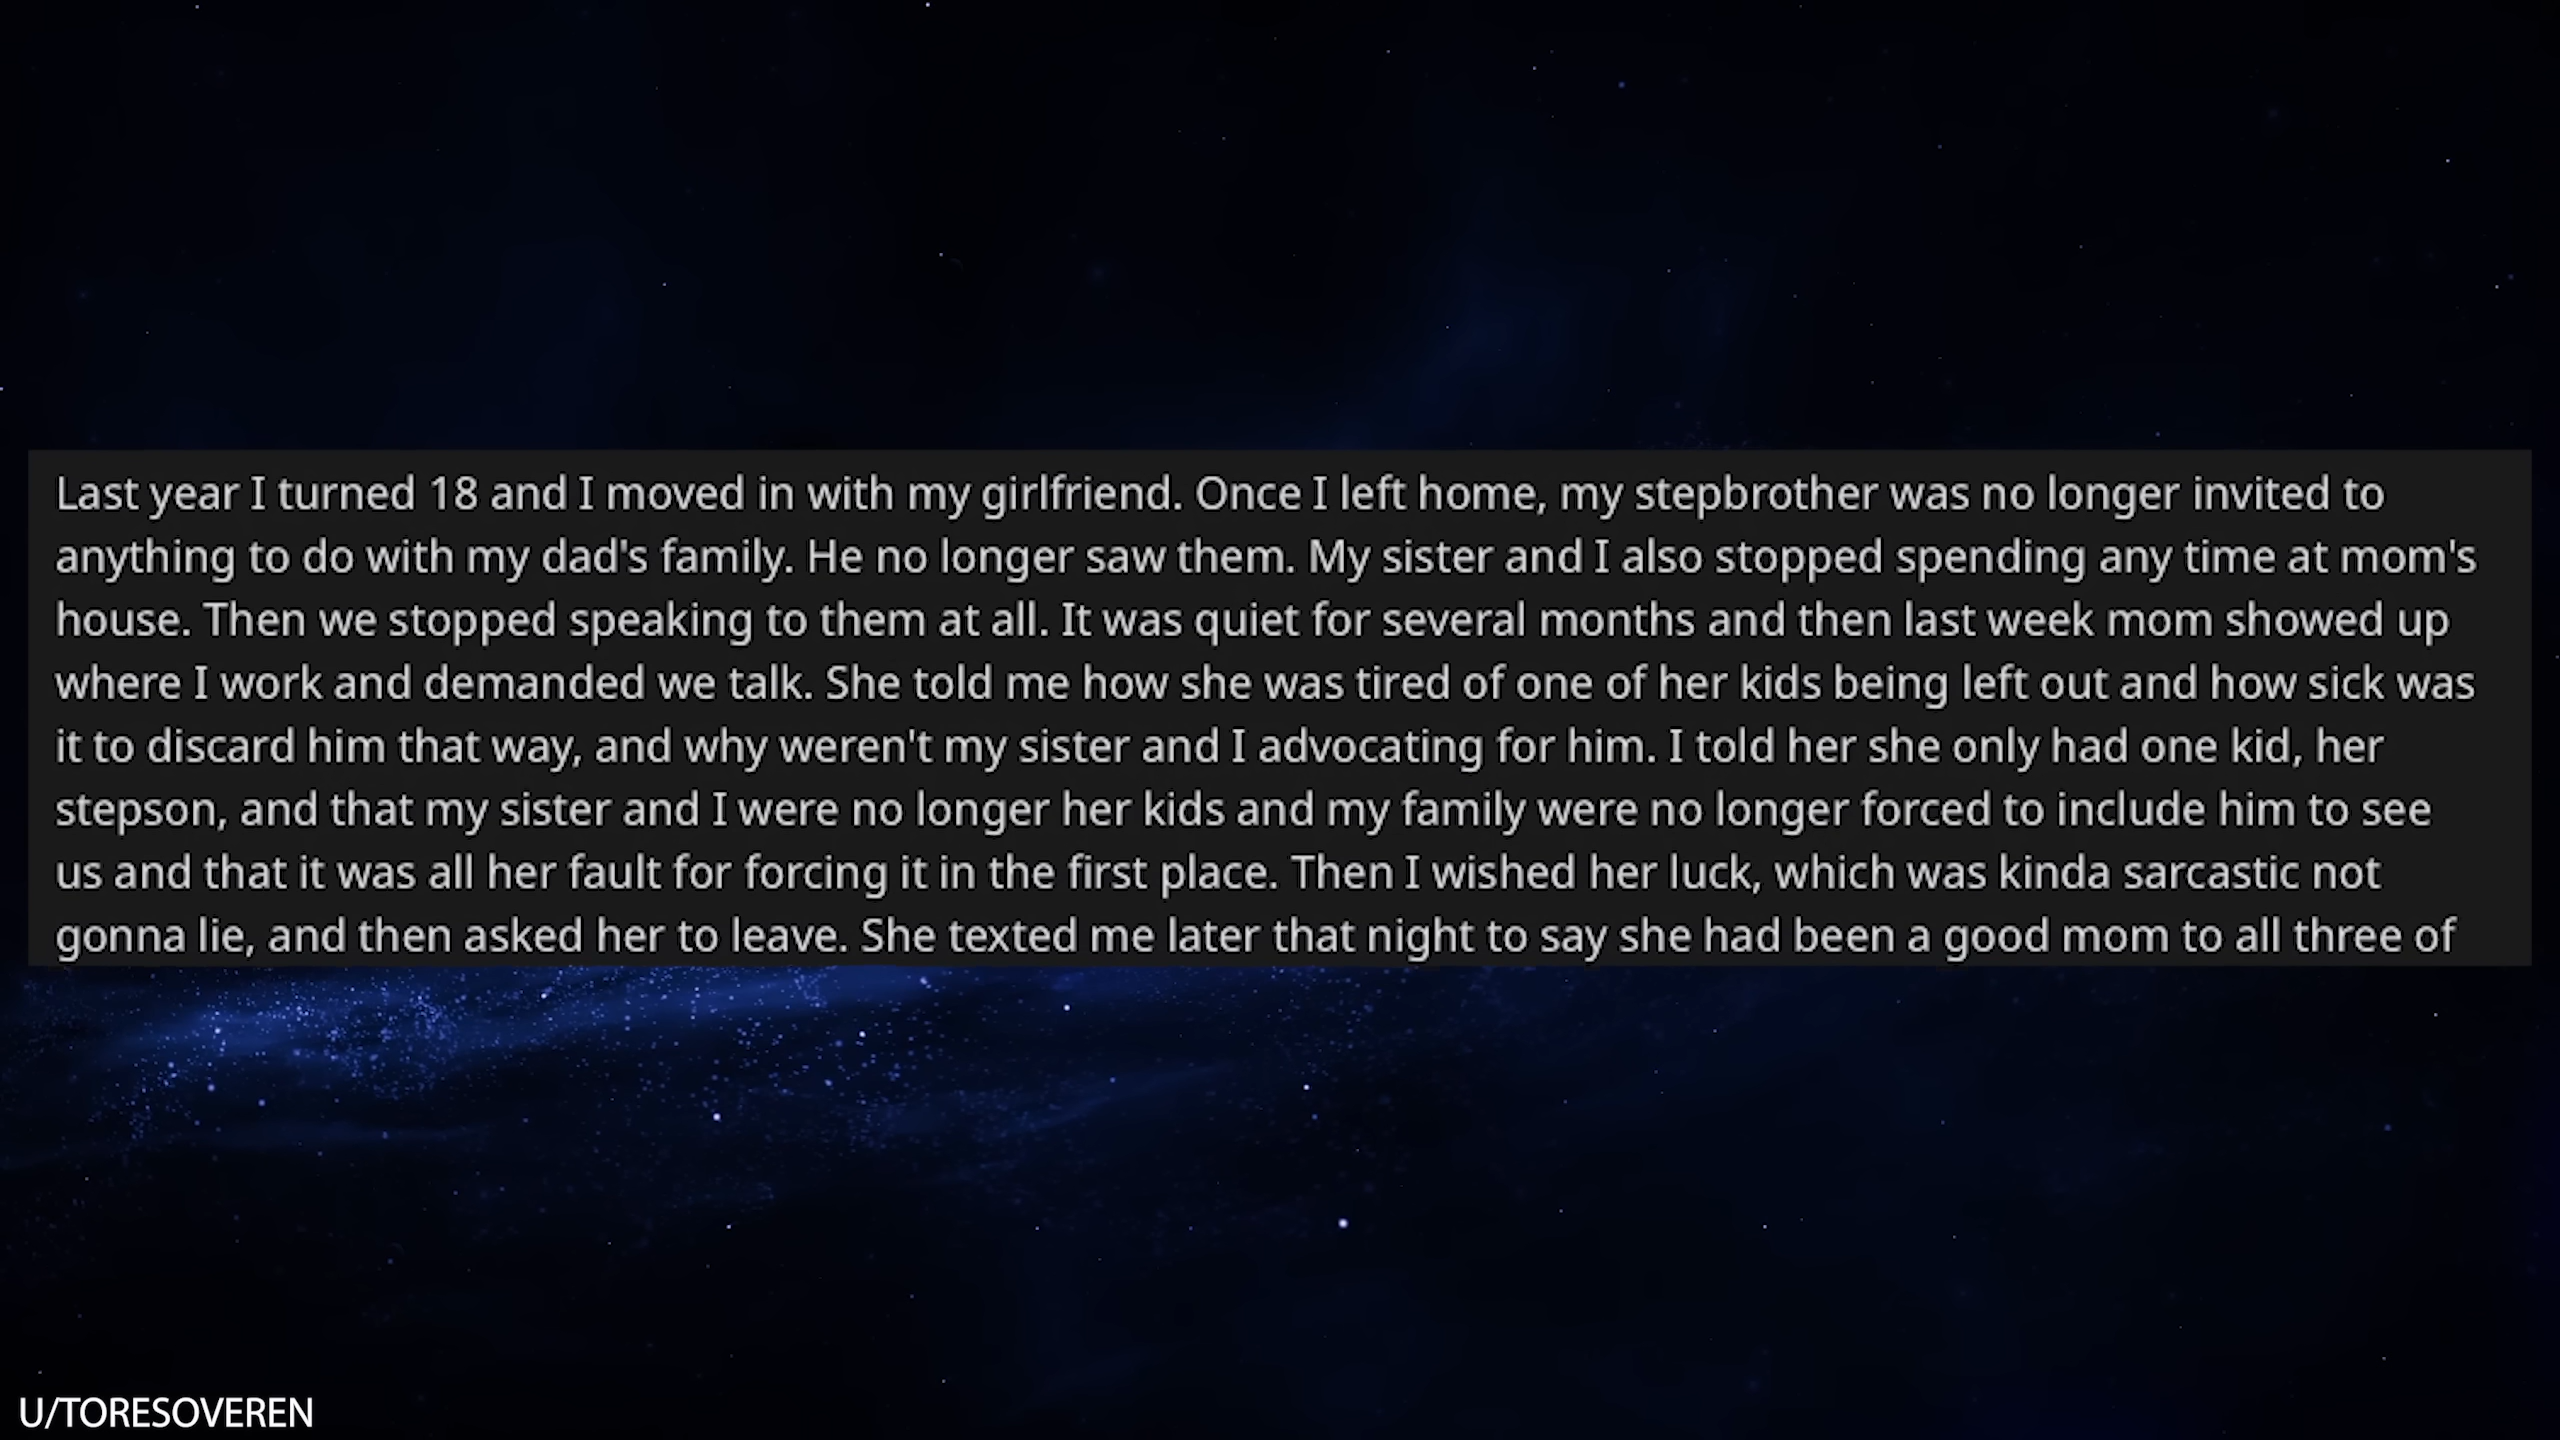 Last year I turned 18 and I moved in with my girlfriend. Once I left home, my stepbrother was no longer invited to
anything to do with my dad's family. He no longer saw them. My sister and I also stopped spending any time at mom's
house. Then we stopped speaking to them at all. It was quiet for several months and then last week mom showed up
where I work and demanded we talk. She told me how she was tired of one of her kids being left out and how sick was
it to discard him that way, and why weren't my sister and I advocating for him. I told her she only had one kid, her
stepson, and that my sister and I were no longer her kids and my family were no longer forced to include him to see
us and that it was all her fault for forcing it in the first place. Then I wished her luck, which was kinda sarcastic not
gonna lie, and then asked her to leave. She texted me later that night to say she had been a good mom to all three of
U/TORESOVEREN